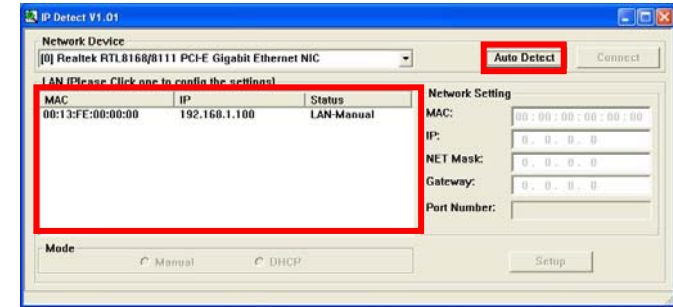 IP Detect V1.01
Network Device
[0] Realtek RTL8168/8111 PCI-E Gigabit Ethernet NIC
Auto Detect
Connect
LAN (Please Click one to config the settings)
MAC IP Status
00:13:FE:00:00:00 192.168.1.100 LAN-Manual
Network Setting
MAC: 00 : 00 : 00 : 00 : 00 : 00
IP: 0 . 0 . 0 . 0
NET Mask: 0 . 0 . 0 . 0
Gateway: 0 . 0 . 0 . 0
Port Number:
Mode
Manual DHCP
Setup